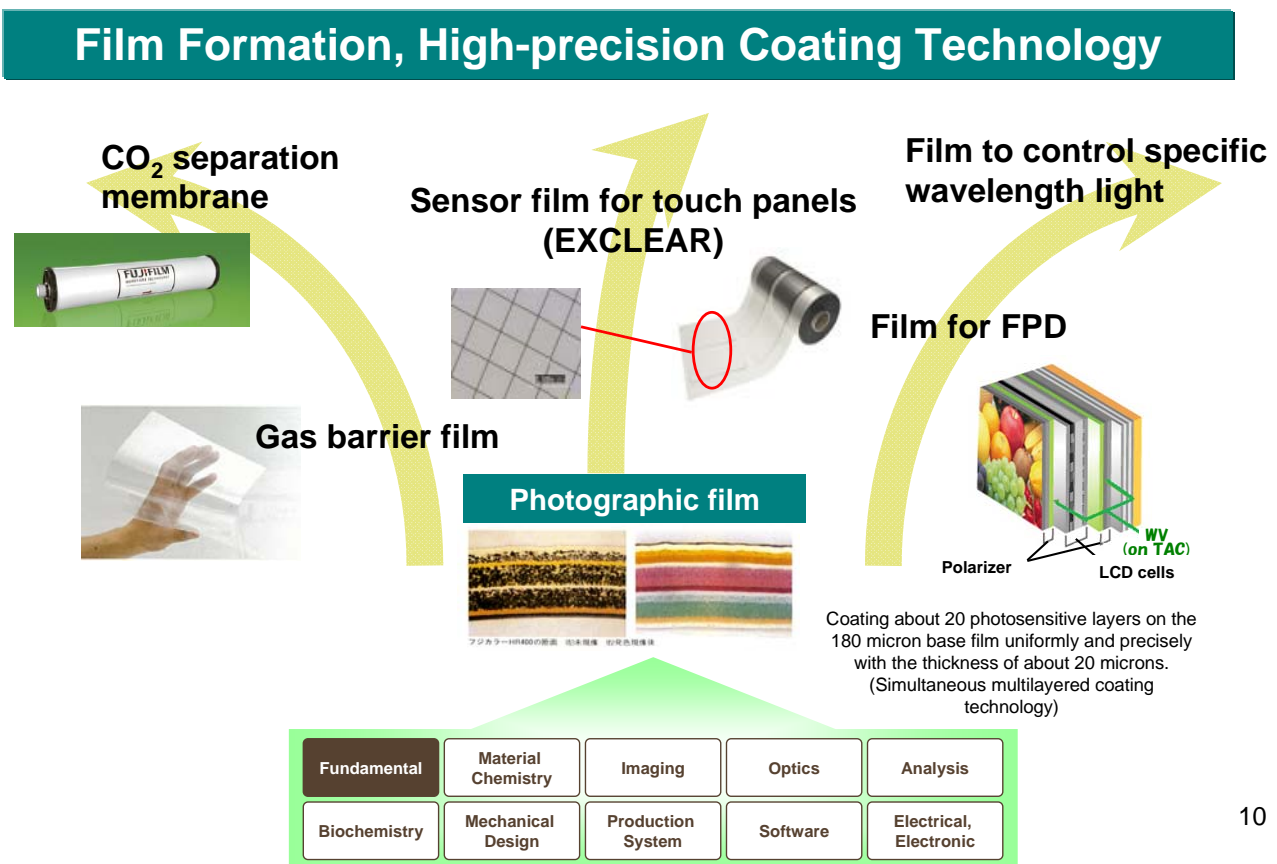 Film Formation, High-precision Coating Technology
CO2 separation
membrane
Sensor film for touch panels
(EXCLEAR)
Film to control specific
wavelength light
FUJIFILM
Film for FPD
Gas barrier film
Photographic film
WV
(on TAC)
Polarizer
LCD cells
Coating about 20 photosensitive layers on the
180 micron base film uniformly and precisely
with the thickness of about 20 microns.
(Simultaneous multilayered coating
technology)
Fundamental
Material
Chemistry
Imaging
Optics
Analysis
Biochemistry
Mechanical
Design
Production
System
Software
Electrical,
Electronic
10